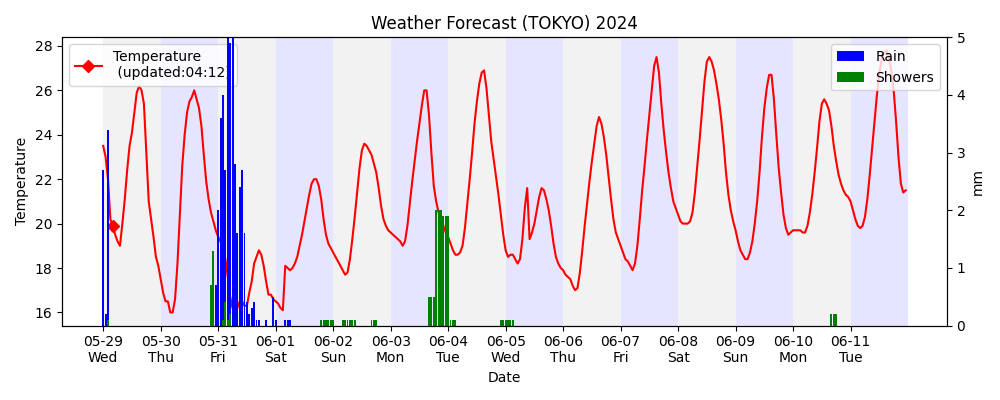 Weather Forecast (TOKYO) 2024
28
26
24
22
20
18
16
Temperature
5
4
3
2
1
0
mm
Temperature
(updated:04:12)
Rain
Showers
05-29 05-30 05-31 06-01 06-02 06-03 06-04 06-05 06-06 06-07 06-08 06-09 06-10 06-11
Wed Thu Fri Sat Sun Mon Tue Wed Thu Fri Sat Sun Mon Tue
Date